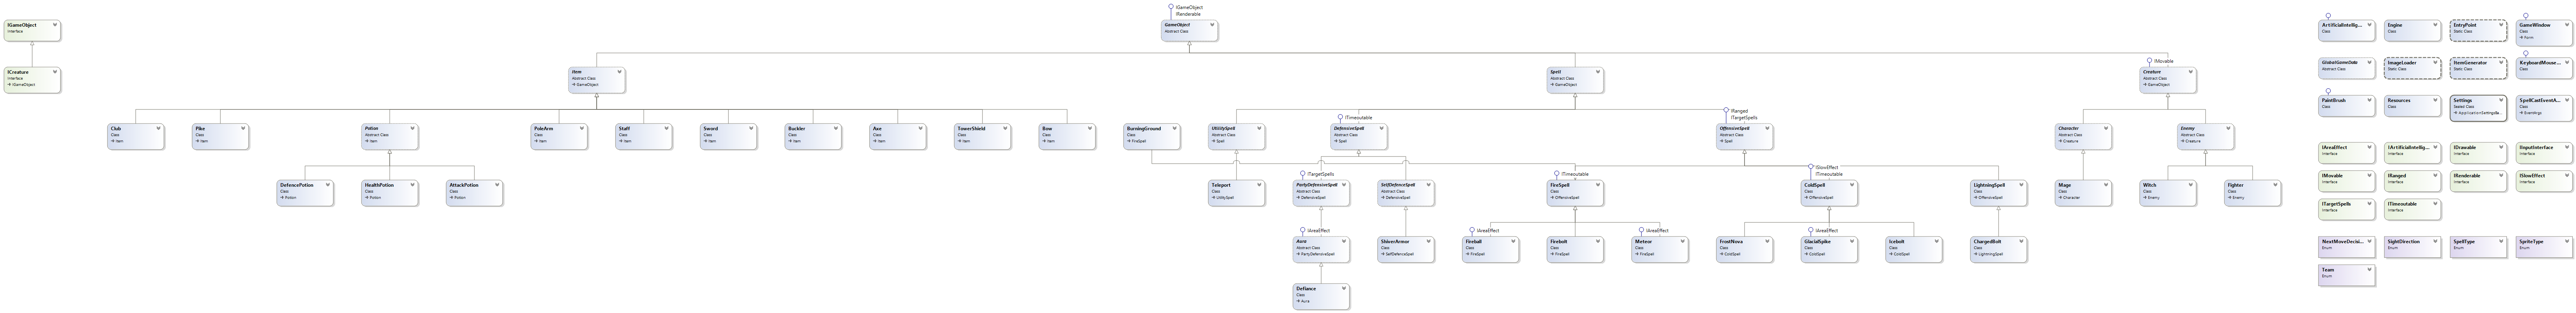 IGameObject
Interface
ICreature
Interface
IGameObject
IGameObject
IRenderable
GameObject
Abstract Class
Item
Abstract Class
GameObject
Spell
Abstract Class
GameObject
IMovable
Creature
Abstract Class
GameObject
Club
Class
Item
Pike
Class
Item
Potion
Abstract Class
Item
PoleArm
Class
Item
Staff
Class
Item
Sword
Class
Item
Buckler
Class
Item
Axe
Class
Item
TowerShield
Class
Item
Bow
Class
Item
BurningGround
Class
FireSpell
UtilitySpell
Abstract Class
Spell
ITimeoutable
DefensiveSpell
Abstract Class
Spell
IRanged
ITargetSpells
OffensiveSpell
Abstract Class
Spell
Character
Abstract Class
Creature
Enemy
Abstract Class
Creature
DefencePotion
Class
Potion
HealthPotion
Class
Potion
AttackPotion
Class
Potion
Teleport
Class
UtilitySpell
ITargetSpells
PartyDefensiveSpell
Abstract Class
DefensiveSpell
SelfDefenceSpell
Abstract Class
DefensiveSpell
ITimeoutable
FireSpell
Class
OffensiveSpell
ISlowEffect
ITimeoutable
ColdSpell
Class
OffensiveSpell
LightningSpell
Class
OffensiveSpell
Mage
Class
Character
Witch
Class
Enemy
Fighter
Class
Enemy
IAreaEffect
Aura
Abstract Class
PartyDefensiveSpell
ShiverArmor
Class
SelfDefenceSpell
IAreaEffect
Fireball
Class
FireSpell
Firebolt
Class
FireSpell
IAreaEffect
Meteor
Class
FireSpell
FrostNova
Class
ColdSpell
IAreaEffect
GlacialSpike
Class
ColdSpell
Icebolt
Class
ColdSpell
ChargedBolt
Class
LightningSpell
Defiance
Class
Aura
ArtificialIntellig...
Class
Engine
Class
EntryPoint
Static Class
GameWindow
Class
Form
GlobalGameData
Abstract Class
ImageLoader
Static Class
ItemGenerator
Static Class
KeyboardMouse...
Class
PaintBrush
Class
Resources
Class
Settings
Sealed Class
ApplicationSettingsBa...
SpellCastEventA...
Class
EventArgs
IAreaEffect
Interface
IArtificialIntellig...
Interface
IDrawable
Interface
IInputInterface
Interface
IMovable
Interface
IRanged
Interface
IRenderable
Interface
ISlowEffect
Interface
ITargetSpells
Interface
ITimeoutable
Interface
NextMoveDecisi...
Enum
SightDirection
Enum
SpellType
Enum
SpriteType
Enum
Team
Enum